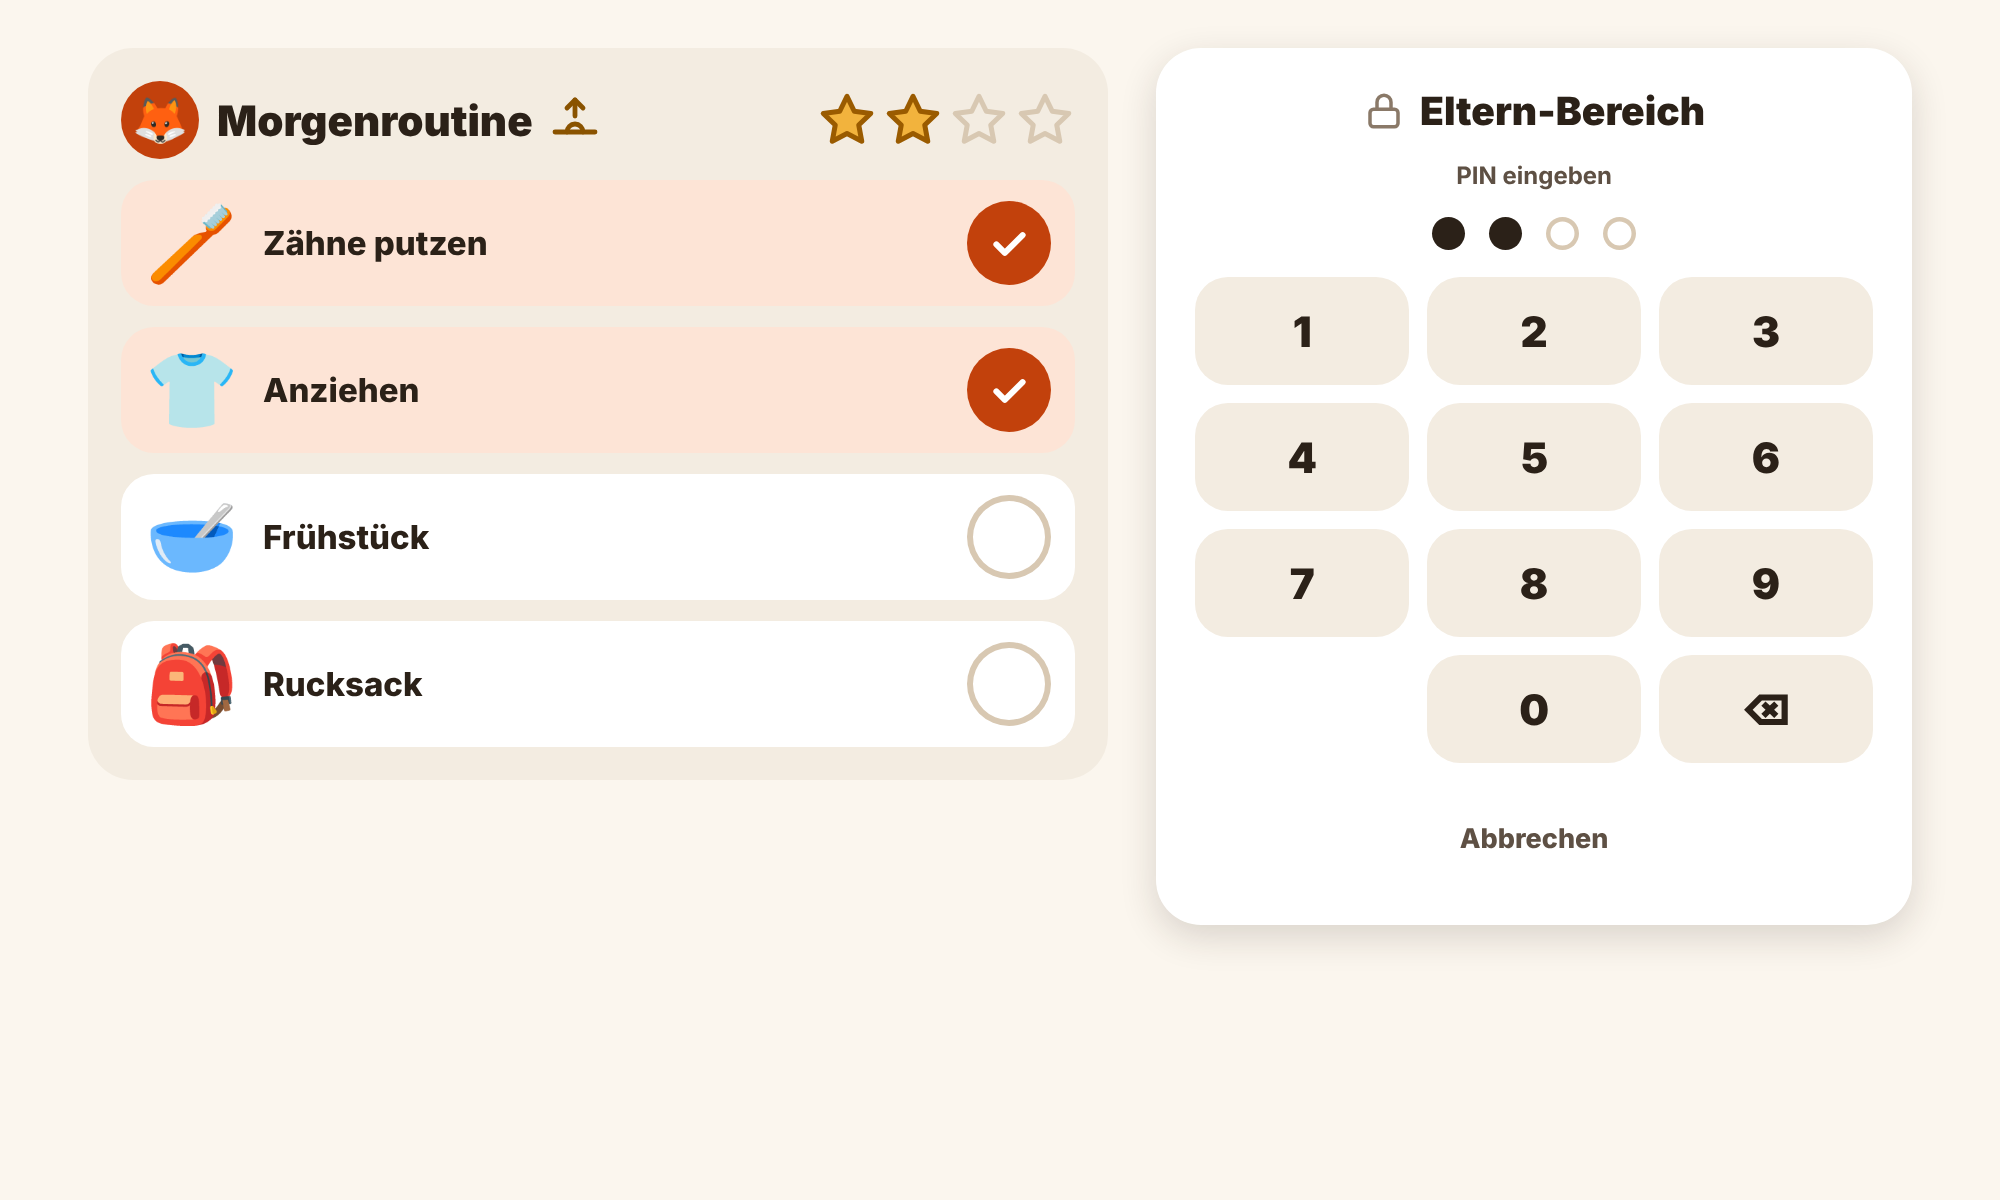 Morgenroutine
Zähne putzen
Anziehen
Frühstück
Rucksack
Eltern-Bereich
PIN eingeben
1 2 3
4 5 6
7 8 9
0
Abbrechen